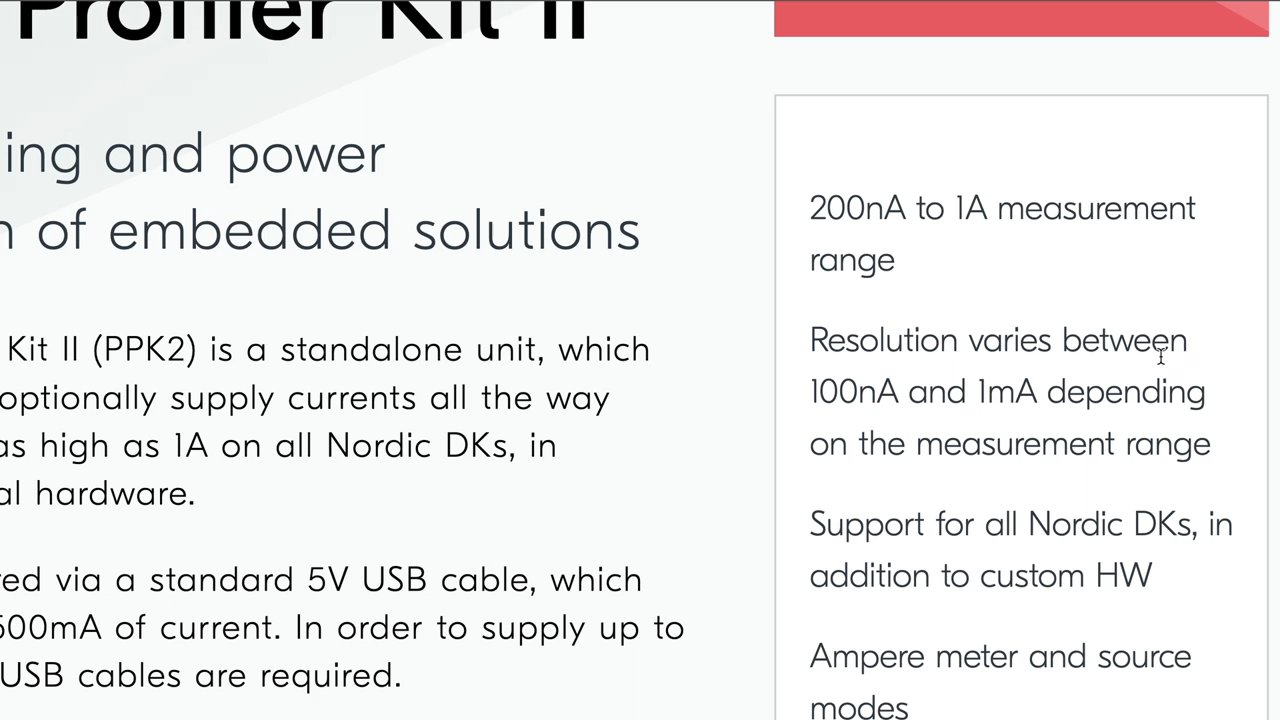 Profiler Kit II
ing and power
of embedded solutions
Kit II (PPK2) is a standalone unit, which
optionally supply currents all the way
as high as 1A on all Nordic DKs, in
al hardware.
red via a standard 5V USB cable, which
500mA of current. In order to supply up to
USB cables are required.
200nA to 1A measurement
range
Resolution varies between
100nA and 1mA depending
on the measurement range
Support for all Nordic DKs, in
addition to custom HW
Ampere meter and source
modes